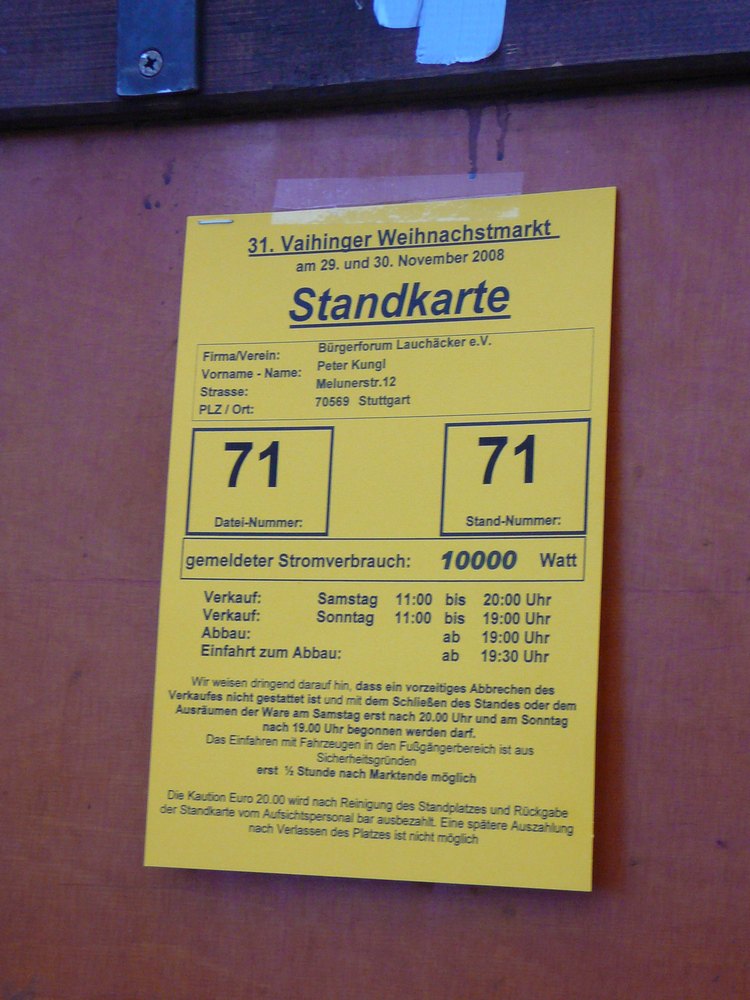 31. Vaihinger Weihnachstmarkt
am 29. und 30. November 2008
Standkarte
Firma/Verein: Bürgerforum Lauchäcker e.V.
Vorname - Name: Peter Kungl
Strasse: Melunerstr.12
PLZ / Ort: 70569 Stuttgart
71 71
Datei-Nummer: Stand-Nummer:
gemeldeter Stromverbrauch: 10000 Watt
Verkauf: Samstag 11:00 bis 20:00 Uhr
Verkauf: Sonntag 11:00 bis 19:00 Uhr
Abbau: ab 19:00 Uhr
Einfahrt zum Abbau: ab 19:30 Uhr
Wir weisen dringend darauf hin, dass ein vorzeitiges Abbrechen des
Verkaufes nicht gestattet ist und mit dem Schließen des Standes oder dem
Ausräumen der Ware am Samstag erst nach 20.00 Uhr und am Sonntag
nach 19.00 Uhr begonnen werden darf.
Das Einfahren mit Fahrzeugen in den Fußgängerbereich ist aus
Sicherheitsgründen
erst ½ Stunde nach Marktende möglich
Die Kaution Euro 20.00 wird nach Reinigung des Standplatzes und Rückgabe
der Standkarte vom Aufsichtspersonal bar ausbezahlt. Eine spätere Auszahlung
nach Verlassen des Platzes ist nicht möglich